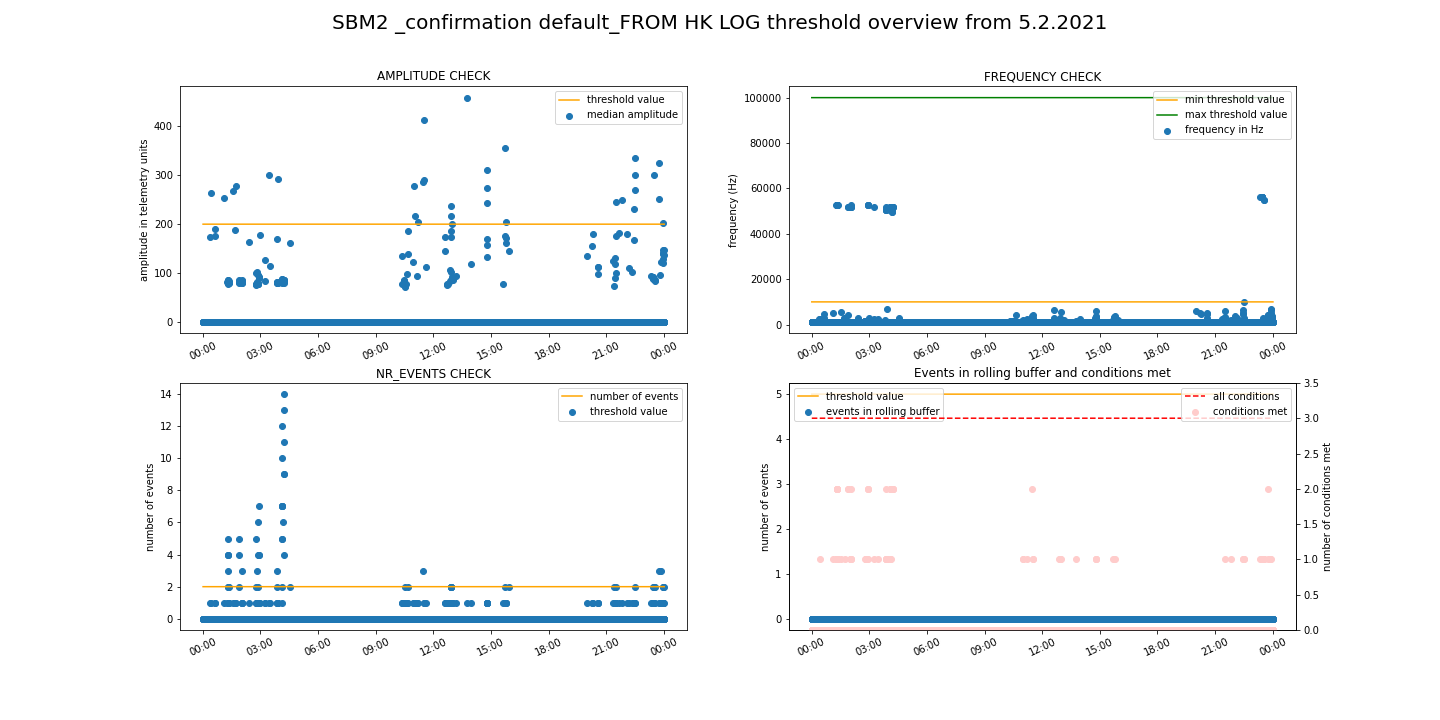 SBM2 _confirmation default_FROM HK LOG threshold overview from 5.2.2021
AMPLITUDE CHECK
threshold value
median amplitude
amplitude in telemetry units
400
300
200
100
0
00:00 03:00 06:00 09:00 12:00 15:00 18:00 21:00 00:00
FREQUENCY CHECK
min threshold value
max threshold value
frequency in Hz
frequency (Hz)
100000
80000
60000
40000
20000
0
00:00 03:00 06:00 09:00 12:00 15:00 18:00 21:00 00:00
NR_EVENTS CHECK
number of events
threshold value
number of events
14
12
10
8
6
4
2
0
00:00 03:00 06:00 09:00 12:00 15:00 18:00 21:00 00:00
Events in rolling buffer and conditions met
threshold value
events in rolling buffer
all conditions
conditions met
number of events
5
4
3
2
1
0
3.5
3.0
2.5
2.0
1.5
1.0
0.5
0.0
number of conditions met
00:00 03:00 06:00 09:00 12:00 15:00 18:00 21:00 00:00